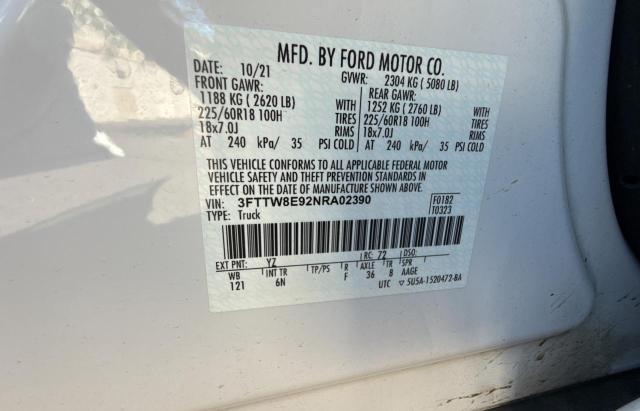 MFD. BY FORD MOTOR CO.
DATE: 10/21 GVWR: 2304 KG ( 5080 LB)
FRONT GAWR: REAR GAWR:
1188 KG ( 2620 LB) WITH 1252 KG ( 2760 LB) WITH
225/60R18 100H TIRES 225/60R18 100H TIRES
18x7.0J RIMS 18x7.0J RIMS
AT 240 kPa/ 35 PSI COLD AT 240 kPa/ 35 PSI COLD
THIS VEHICLE CONFORMS TO ALL APPLICABLE FEDERAL MOTOR
VEHICLE SAFETY AND THEFT PREVENTION STANDARDS IN
EFFECT ON THE DATE OF MANUFACTURE SHOWN ABOVE.
VIN: 3FTTW8E92NRA02390 F0182
TYPE: Truck T0323
EXT PNT: YZ RC: 72 DSO:
WB INT TR TP/PS R AXLE TR SPR
121 6N F 36 8 AAGE
UTC ▽ 5U5A-1520472-BA